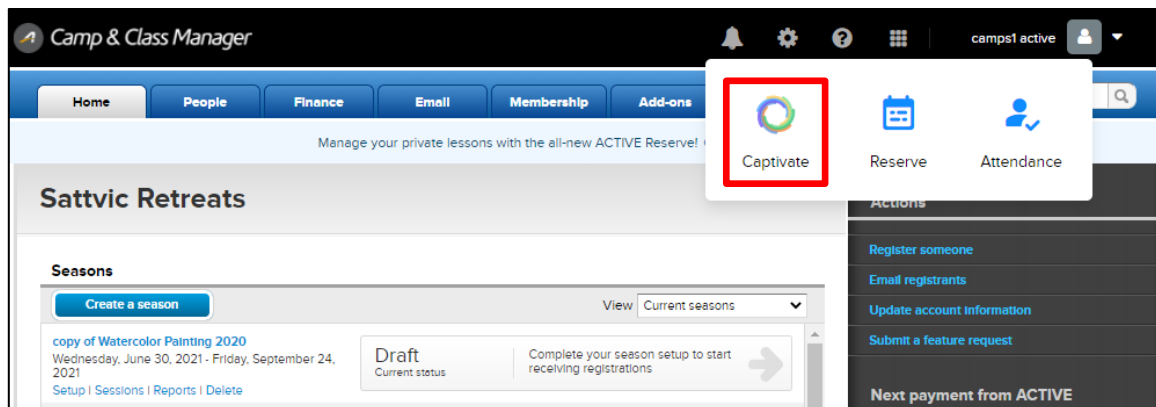 Camp & Class Manager
camps1 active
Home
People
Finance
Email
Membership
Add-ons
Captivate
Reserve
Attendance
Manage your private lessons with the all-new ACTIVE Reserve!
Sattvic Retreats
Actions
Register someone
Email registrants
Update account information
Submit a feature request
Seasons
Create a season
View
Current seasons
copy of Watercolor Painting 2020
Wednesday, June 30, 2021 - Friday, September 24,
2021
Setup | Sessions | Reports | Delete
Draft
Current status
Complete your season setup to start
receiving registrations
Next payment from ACTIVE